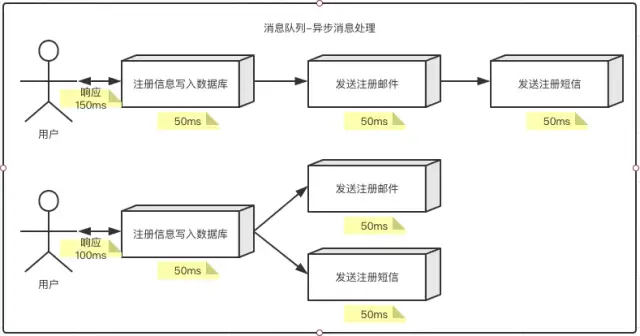 消息队列-异步消息处理
注册信息写入数据库
发送注册邮件
发送注册短信
响应
150ms
50ms
50ms
50ms
用户
发送注册邮件
50ms
注册信息写入数据库
响应
100ms
50ms
发送注册短信
用户
50ms